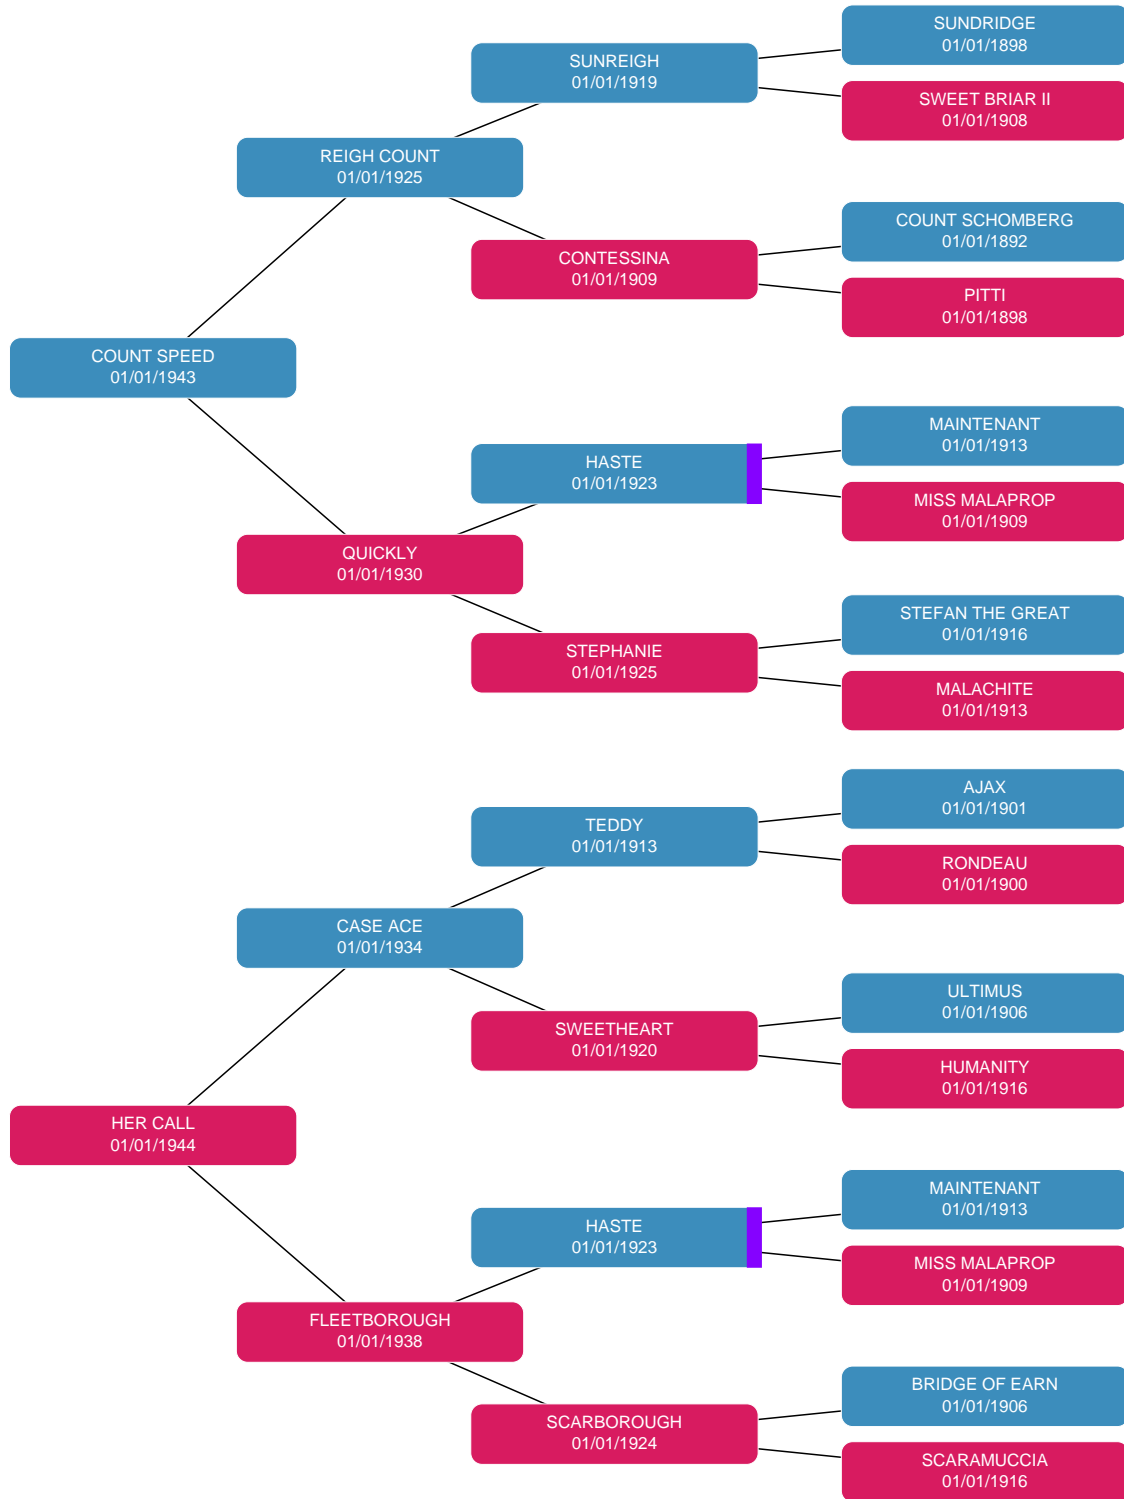 SUNDRIDGE
01/01/1898
SUNREIGH
01/01/1919
SWEET BRIAR II
01/01/1908
REIGH COUNT
01/01/1925
COUNT SCHOMBERG
01/01/1892
CONTESSINA
01/01/1909
PITTI
01/01/1898
COUNT SPEED
01/01/1943
MAINTENANT
01/01/1913
HASTE
01/01/1923
MISS MALAPROP
01/01/1909
QUICKLY
01/01/1930
STEFAN THE GREAT
01/01/1916
STEPHANIE
01/01/1925
MALACHITE
01/01/1913
AJAX
01/01/1901
TEDDY
01/01/1913
RONDEAU
01/01/1900
CASE ACE
01/01/1934
ULTIMUS
01/01/1906
SWEETHEART
01/01/1920
HUMANITY
01/01/1916
HER CALL
01/01/1944
MAINTENANT
01/01/1913
HASTE
01/01/1923
MISS MALAPROP
01/01/1909
FLEETBOROUGH
01/01/1938
BRIDGE OF EARN
01/01/1906
SCARBOROUGH
01/01/1924
SCARAMUCCIA
01/01/1916